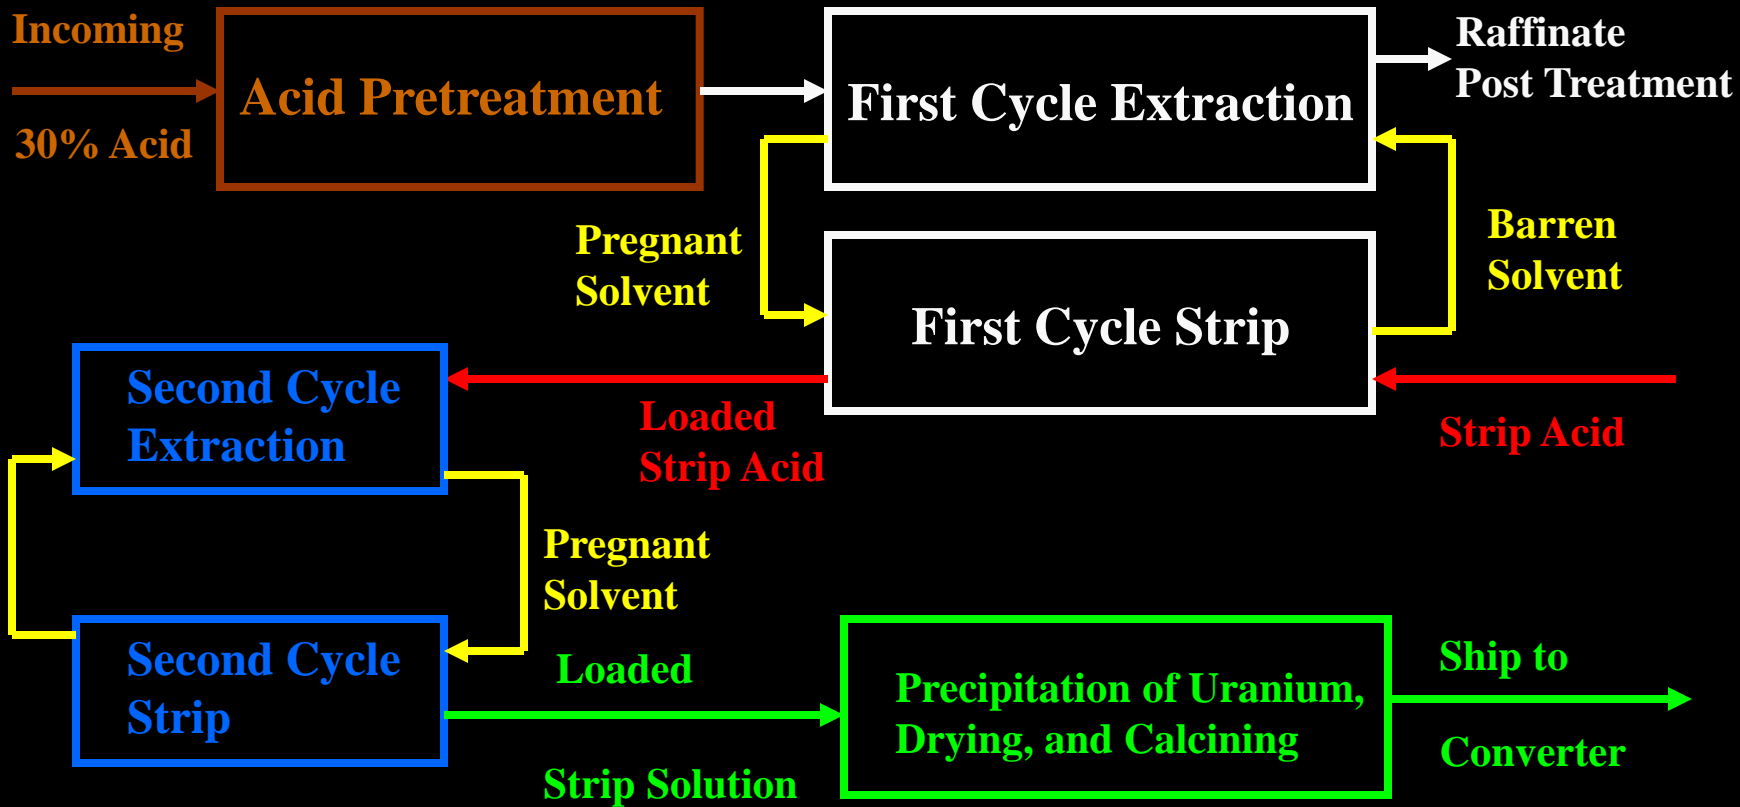 Incoming
30% Acid
Acid Pretreatment
First Cycle Extraction
Raffinate
Post Treatment
Pregnant
Solvent
Barren
Solvent
First Cycle Strip
Second Cycle
Extraction
Loaded
Strip Acid
Strip Acid
Pregnant
Solvent
Second Cycle
Strip
Loaded
Strip Solution
Precipitation of Uranium,
Drying, and Calcining
Ship to
Converter